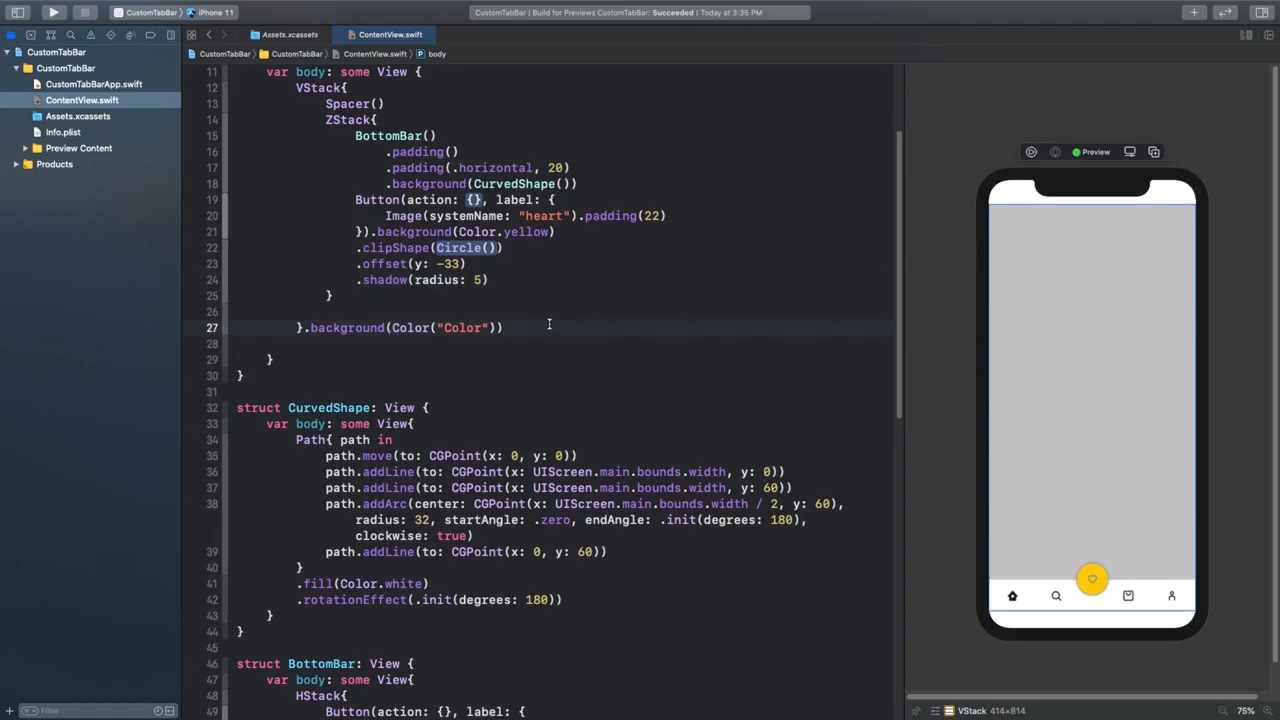 CustomTabBar › iPhone 11
CustomTabBar | Build for Previews CustomTabBar: Succeeded | Today at 3:35 PM
Assets.xcassets
ContentView.swift
CustomTabBar › CustomTabBar › ContentView.swift › P body
CustomTabBar
CustomTabBar
CustomTabBarApp.swift
ContentView.swift
Assets.xcassets
Info.plist
Preview Content
Products
11 var body: some View {
12 VStack{
13 Spacer()
14 ZStack{
15 BottomBar()
16 .padding()
17 .padding(.horizontal, 20)
18 .background(CurvedShape())
19 Button(action: {}, label: {
20 Image(systemName: "heart").padding(22)
21 }).background(Color.yellow)
22 .clipShape(Circle())
23 .offset(y: -33)
24 .shadow(radius: 5)
25 }
26
27 }.background(Color("Color"))
28
29 }
30 }
31
32 struct CurvedShape: View {
33 var body: some View{
34 Path{ path in
35 path.move(to: CGPoint(x: 0, y: 0))
36 path.addLine(to: CGPoint(x: UIScreen.main.bounds.width, y: 0))
37 path.addLine(to: CGPoint(x: UIScreen.main.bounds.width, y: 60))
38 path.addArc(center: CGPoint(x: UIScreen.main.bounds.width / 2, y: 60),
radius: 32, startAngle: .zero, endAngle: .init(degrees: 180),
clockwise: true)
39 path.addLine(to: CGPoint(x: 0, y: 60))
40 }
41 .fill(Color.white)
42 .rotationEffect(.init(degrees: 180))
43 }
44 }
45
46 struct BottomBar: View {
47 var body: some View{
48 HStack{
49 Button(action: {}, label: {
Preview
Filter
VStack 414×814
75%